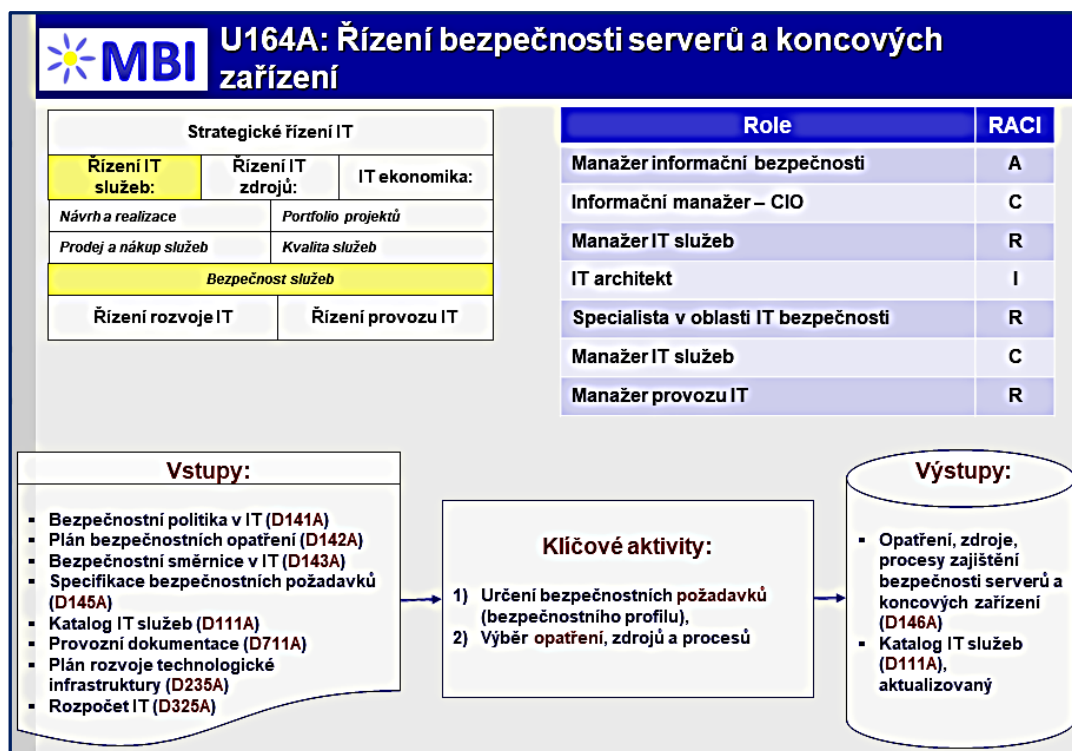 MBI
U164A: Řízení bezpečnosti serverů a koncových
zařízení
Strategické řízení IT
Řízení IT
služeb:
Řízení IT
zdrojů:
IT ekonomika:
Návrh a realizace
Portfolio projektů
Prodej a nákup služeb
Kvalita služeb
Bezpečnost služeb
Řízení rozvoje IT
Řízení provozu IT
Role RACI
Manažer informační bezpečnosti A
Informační manažer – CIO C
Manažer IT služeb R
IT architekt I
Specialista v oblasti IT bezpečnosti R
Manažer IT služeb C
Manažer provozu IT R
Vstupy:
▪ Bezpečnostní politika v IT (D141A)
▪ Plán bezpečnostních opatření (D142A)
▪ Bezpečnostní směrnice v IT (D143A)
▪ Specifikace bezpečnostních požadavků
(D145A)
▪ Katalog IT služeb (D111A)
▪ Provozní dokumentace (D711A)
▪ Plán rozvoje technologické
infrastruktury (D235A)
▪ Rozpočet IT (D325A)
Klíčové aktivity:
1) Určení bezpečnostních požadavků
(bezpečnostního profilu),
2) Výběr opatření, zdrojů a procesů
Výstupy:
▪ Opatření, zdroje,
procesy zajištění
bezpečnosti serverů a
koncových zařízení
(D146A)
▪ Katalog IT služeb
(D111A),
aktualizovaný